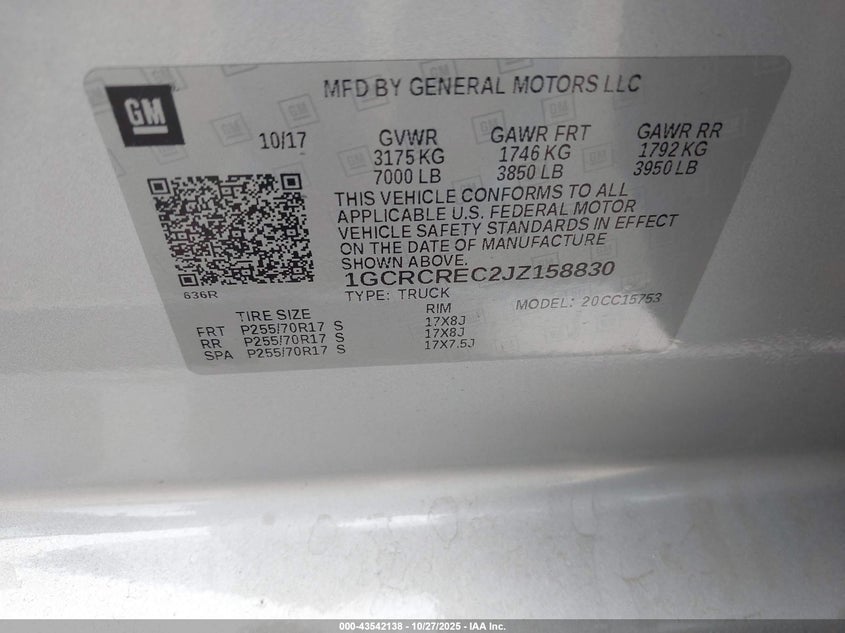 MFD BY GENERAL MOTORS LLC
GM
10/17 GVWR GAWR FRT GAWR RR
3175 KG 1746 KG 1792 KG
7000 LB 3850 LB 3950 LB
THIS VEHICLE CONFORMS TO ALL
APPLICABLE U.S. FEDERAL MOTOR
VEHICLE SAFETY STANDARDS IN EFFECT
ON THE DATE OF MANUFACTURE
SHOWN ABOVE.
1GCRCREC2JZ158830
636R
TYPE: TRUCK MODEL: 20CC15753
TIRE SIZE RIM
FRT P255/70R17 S 17X8J
RR P255/70R17 S 17X8J
SPA P255/70R17 S 17X7.5J
000-43542138 - 10/27/2025 - IAA Inc.